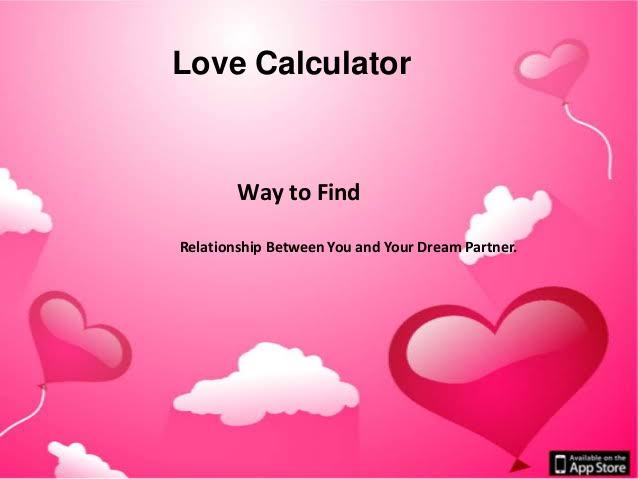 Love Calculator
Way to Find
Relationship Between You and Your Dream Partner.
Available on the
App Store